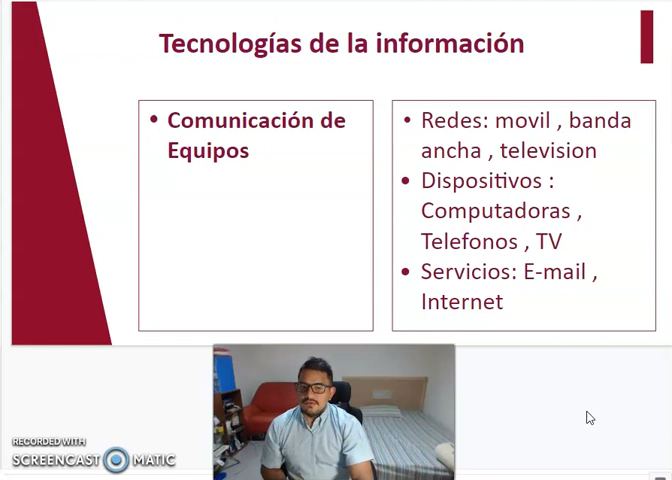 Tecnologías de la información
• Comunicación de
Equipos
• Redes: movil , banda
ancha , television
• Dispositivos :
Computadoras ,
Telefonos , TV
• Servicios: E-mail ,
Internet
RECORDED WITH
SCREENCAST MATIC